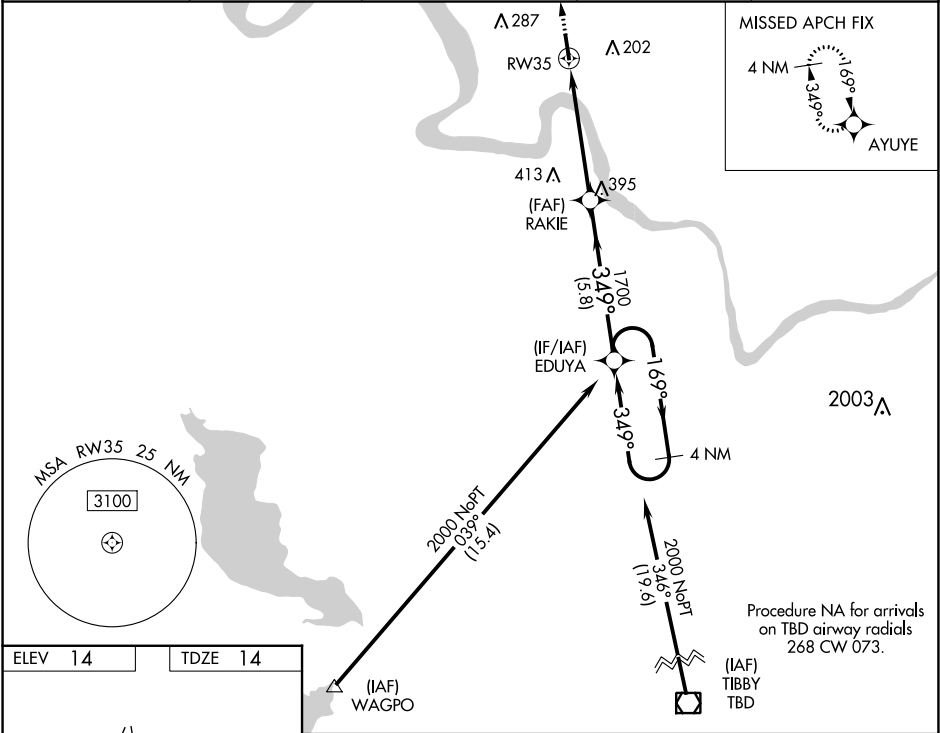 287
202
RW35
MISSED APCH FIX
4 NM
169°
349°
AYUYE
413
395
(FAF)
RAKIE
349°
1700
(5.8)
(IF/IAF)
EDUYA
169°
349°
4 NM
2003
MSA RW35 25 NM
3100
2000 NoPT
039°
(15.4)
2000 NoPT
346°
(19.6)
Procedure NA for arrivals
on TBD airway radials
268 CW 073.
ELEV 14
TDZE 14
(IAF)
WAGPO
(IAF)
TIBBY
TBD